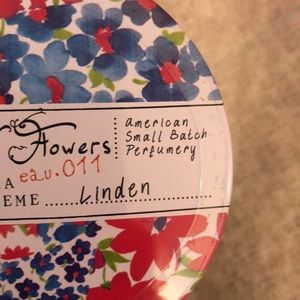 Flowers
American
Small Batch
Perfumery
eau.011
A
EME Linden